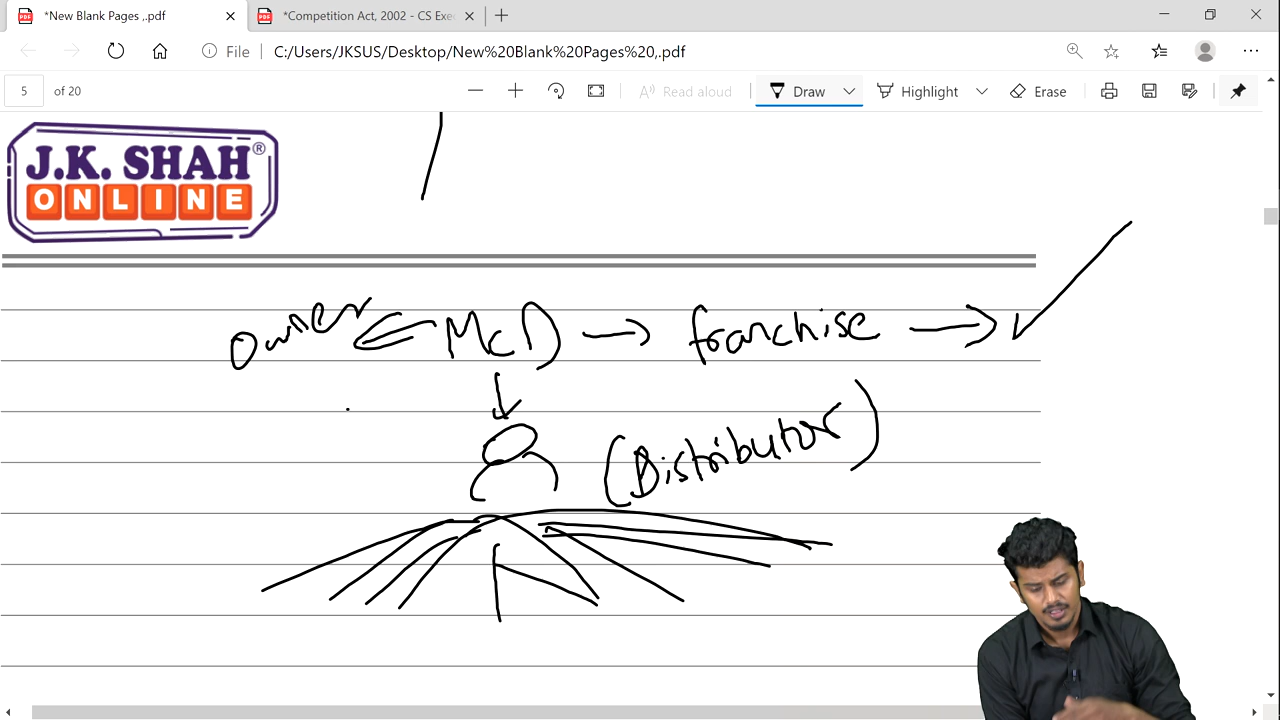 *New Blank Pages ,.pdf
*Competition Act, 2002 - CS Exec
File C:/Users/JKSUS/Desktop/New%20Blank%20Pages%20,.pdf
5 of 20
Read aloud
Draw
Highlight
Erase
J.K. SHAH®
ONLINE
Owner McD franchise
(Distributor)